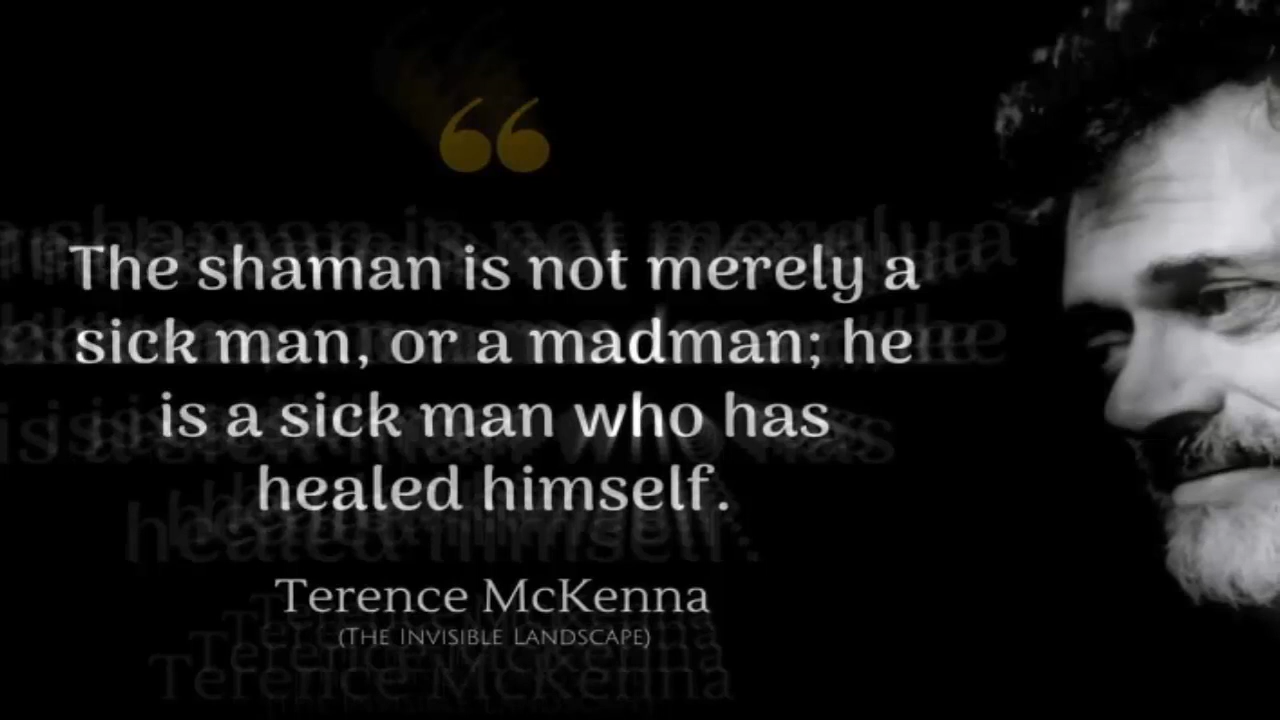 “
The shaman is not merely a
sick man, or a madman; he
is a sick man who has
healed himself.
Terence McKenna
(The Invisible Landscape)